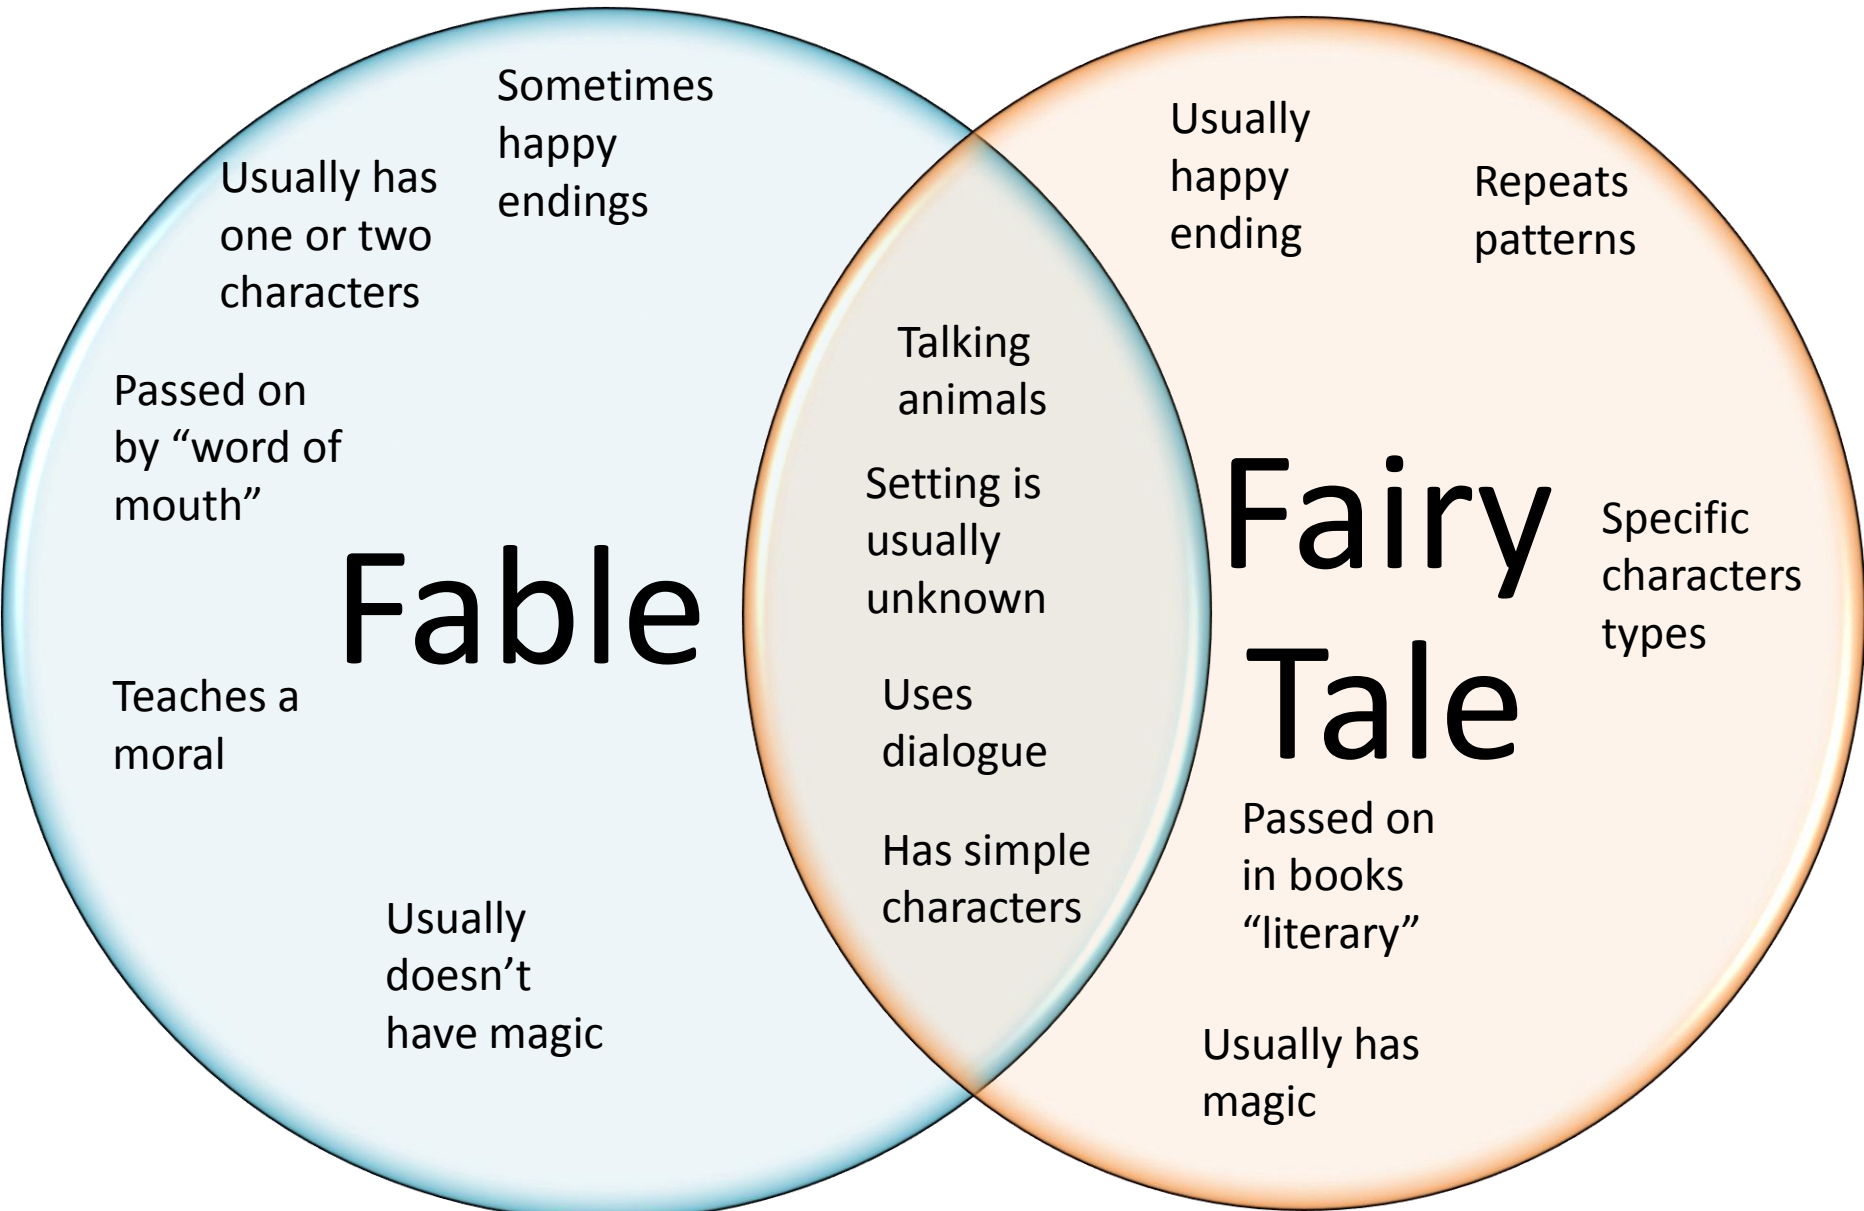 Sometimes
happy
endings
Usually has
one or two
characters
Passed on
by “word of
mouth”
Fable
Teaches a
moral
Usually
doesn’t
have magic
Talking
animals
Setting is
usually
unknown
Uses
dialogue
Has simple
characters
Usually
happy
ending
Repeats
patterns
Fairy
Tale
Specific
characters
types
Passed on
in books
“literary”
Usually has
magic